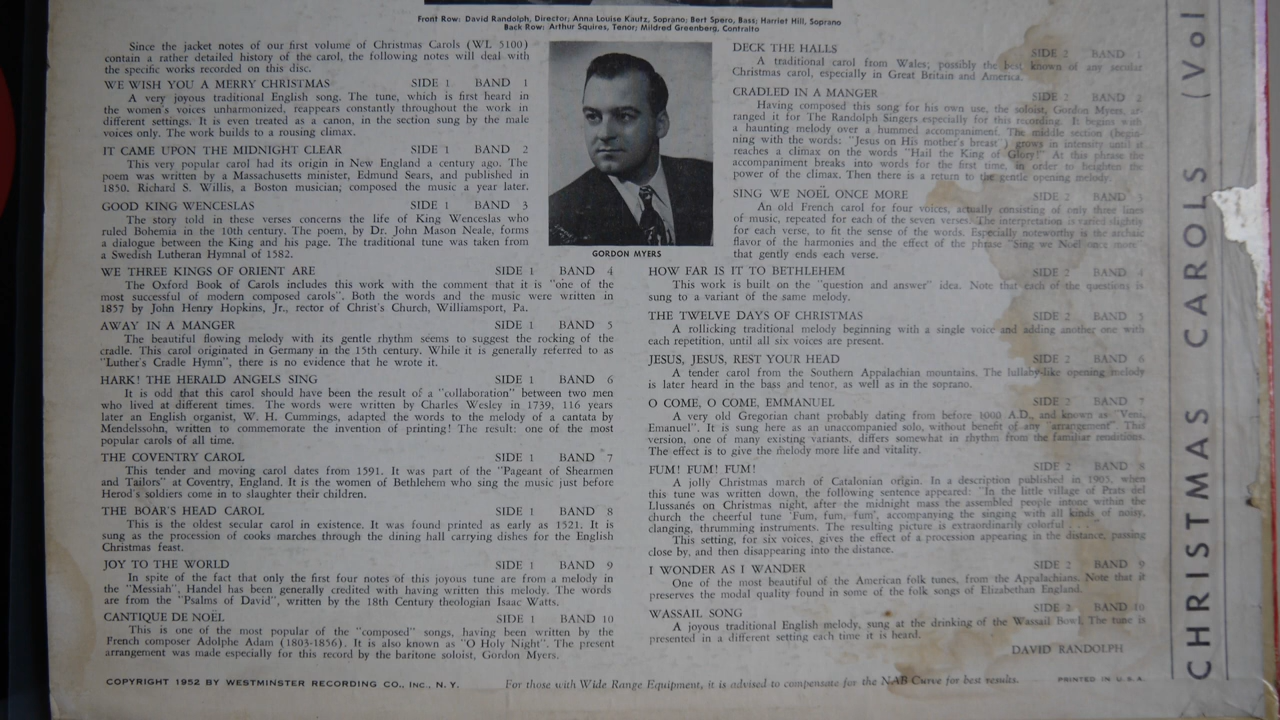 Front Row: David Randolph, Director; Anna Louise Kautz, Soprano; Bert Spero, Bass; Harriet Hill, Soprano
Back Row: Arthur Squires, Tenor; Mildred Greenberg, Contralto
Since the jacket notes of our first volume of Christmas Carols (WL 5100)
contain a rather detailed history of the carol, the following notes will deal with
the specific works recorded on this disc.
WE WISH YOU A MERRY CHRISTMAS SIDE 1 BAND 1
A very joyous traditional English song. The tune, which is first heard in
the women's voices unharmonized, reappears constantly throughout the work in
different settings. It is even treated as a canon, in the section sung by the male
voices only. The work builds to a rousing climax.
IT CAME UPON THE MIDNIGHT CLEAR SIDE 1 BAND 2
This very popular carol had its origin in New England a century ago. The
poem was written by a Massachusetts minister, Edmund Sears, and published in
1850. Richard S. Willis, a Boston musician; composed the music a year later.
GOOD KING WENCESLAS SIDE 1 BAND 3
The story told in these verses concerns the life of King Wenceslas who
ruled Bohemia in the 10th century. The poem, by Dr. John Mason Neale, forms
a dialogue between the King and his page. The traditional tune was taken from
a Swedish Lutheran Hymnal of 1582.
GORDON MYERS
WE THREE KINGS OF ORIENT ARE SIDE 1 BAND 4
The Oxford Book of Carols includes this work with the comment that it is "one of the
most successful of modern composed carols". Both the words and the music were written in
1857 by John Henry Hopkins, Jr., rector of Christ's Church, Williamsport, Pa.
AWAY IN A MANGER SIDE 1 BAND 5
The beautiful flowing melody with its gentle rhythm seems to suggest the rocking of the
cradle. This carol originated in Germany in the 15th century. While it is generally referred to as
"Luther's Cradle Hymn", there is no evidence that he wrote it.
HARK! THE HERALD ANGELS SING SIDE 1 BAND 6
It is odd that this carol should have been the result of a "collaboration" between two men
who lived at different times. The words were written by Charles Wesley in 1739, 116 years
later an English organist, W. H. Cummings, adapted the words to the melody of a cantata by
Mendelssohn, written to commemorate the invention of printing! The result: one of the most
popular carols of all time.
THE COVENTRY CAROL SIDE 1 BAND 7
This tender and moving carol dates from 1591. It was part of the "Pageant of Shearmen
and Tailors" at Coventry, England. It is the women of Bethlehem who sing the music just before
Herod's soldiers come in to slaughter their children.
THE BOAR'S HEAD CAROL SIDE 1 BAND 8
This is the oldest secular carol in existence. It was found printed as early as 1521. It is
sung as the procession of cooks marches through the dining hall carrying dishes for the English
Christmas feast.
JOY TO THE WORLD SIDE 1 BAND 9
In spite of the fact that only the first four notes of this joyous tune are from a melody in
the "Messiah", Handel has been generally credited with having written this melody. The words
are from the "Psalms of David", written by the 18th Century theologian Isaac Watts.
CANTIQUE DE NOËL SIDE 1 BAND 10
This is one of the most popular of the "composed" songs, having been written by the
French composer Adolphe Adam (1803-1856). It is also known as "O Holy Night". The present
arrangement was made especially for this record by the baritone soloist, Gordon Myers.
DECK THE HALLS SIDE 2 BAND 1
A traditional carol from Wales; possibly the best known of any secular
Christmas carol, especially in Great Britain and America.
CRADLED IN A MANGER SIDE 2 BAND 2
Having composed this song for his own use, the soloist, Gordon Myers, ar-
ranged it for The Randolph Singers especially for this recording. It begins with
a haunting melody over a hummed accompaniment. The middle section (begin-
ning with the words: "Jesus on His mother's breast") grows in intensity until it
reaches a climax on the words "Hail the King of Glory!" At this phrase the
accompaniment breaks into words for the first time, in order to heighten the
power of the climax. Then there is a return to the gentle opening melody.
SING WE NOËL ONCE MORE SIDE 2 BAND 3
An old French carol for four voices, actually consisting of only three lines
of music, repeated for each of the seven verses. The interpretation is varied slightly
for each verse, to fit the sense of the words. Especially noteworthy is the archaic
flavor of the harmonies and the effect of the phrase "Sing we Noël once more"
that gently ends each verse.
HOW FAR IS IT TO BETHLEHEM SIDE 2 BAND 4
This work is built on the "question and answer" idea. Note that each of the questions is
sung to a variant of the same melody.
THE TWELVE DAYS OF CHRISTMAS SIDE 2 BAND 5
A rollicking traditional melody beginning with a single voice and adding another one with
each repetition, until all six voices are present.
JESUS, JESUS, REST YOUR HEAD SIDE 2 BAND 6
A tender carol from the Southern Appalachian mountains. The lullaby-like opening melody
is later heard in the bass and tenor, as well as in the soprano.
O COME, O COME, EMMANUEL SIDE 2 BAND 7
A very old Gregorian chant probably dating from before 1000 A.D., and known as "Veni,
Emanuel". It is sung here as an unaccompanied solo, without benefit of any "arrangement". This
version, one of many existing variants, differs somewhat in rhythm from the familiar renditions.
The effect is to give the melody more life and vitality.
FUM! FUM! FUM! SIDE 2 BAND 8
A jolly Christmas march of Catalonian origin. In a description published in 1905, when
this tune was written down, the following sentence appeared: "In the little village of Prats del
Llussanés on Christmas night, after the midnight mass the assembled people intone within the
church the cheerful tune 'Fum, fum, fum', accompanying the singing with all kinds of noisy,
clanging, thrumming instruments. The resulting picture is extraordinarily colorful . . . .
This setting, for six voices, gives the effect of a procession appearing in the distance, passing
close by, and then disappearing into the distance.
I WONDER AS I WANDER SIDE 2 BAND 9
One of the most beautiful of the American folk tunes, from the Appalachians. Note that it
preserves the modal quality found in some of the folk songs of Elizabethan England.
WASSAIL SONG SIDE 2 BAND 10
A joyous traditional English melody, sung at the drinking of the Wassail Bowl. The tune is
presented in a different setting each time it is heard.
DAVID RANDOLPH
COPYRIGHT 1952 BY WESTMINSTER RECORDING CO., INC., N. Y.
For those with Wide Range Equipment, it is advised to compensate for the NAB Curve for best results.
PRINTED IN U.S.A.
CHRISTMAS CAROLS (Vol